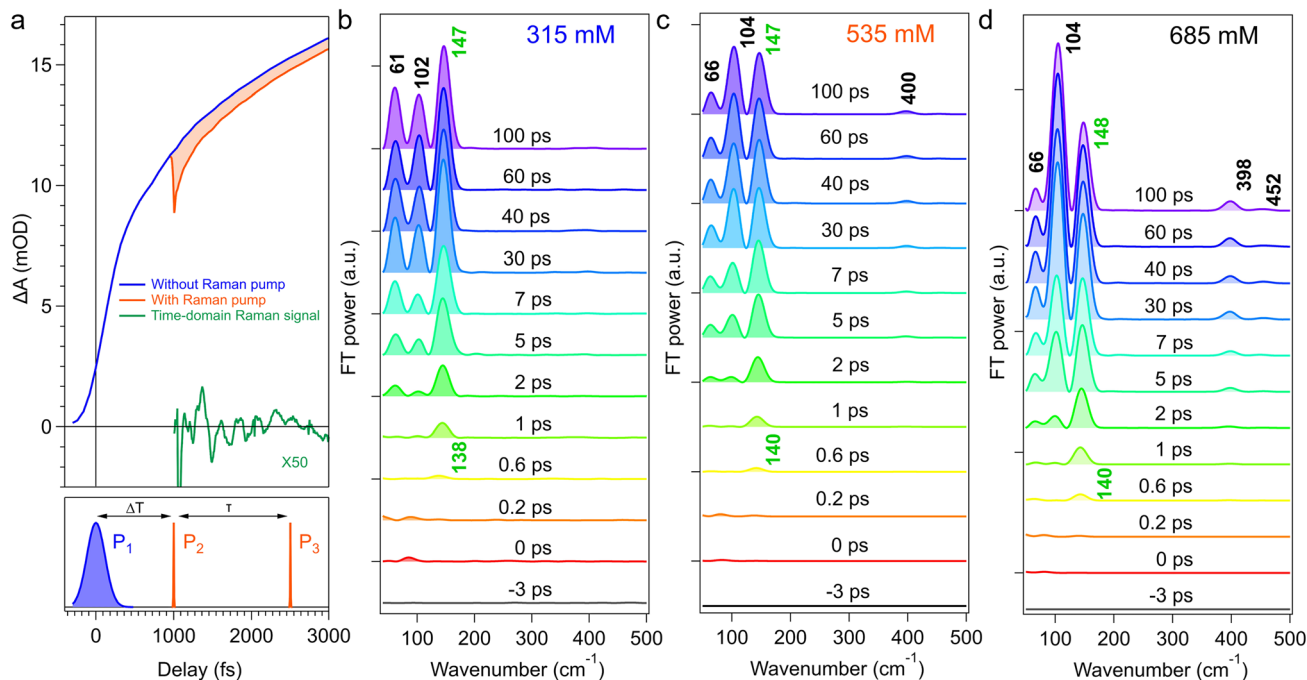 a
ΔA (mOD)
15
10
5
0
Without Raman pump
With Raman pump
Time-domain Raman signal
X50
ΔT
τ
P1
P2
P3
0
1000
2000
3000
Delay (fs)
b
315 mM
61
102
147
100 ps
60 ps
40 ps
30 ps
7 ps
5 ps
2 ps
1 ps
138
0.6 ps
0.2 ps
0 ps
-3 ps
FT power (a.u.)
100
200
300
400
500
Wavenumber (cm-1)
c
535 mM
66
104
147
400
100 ps
60 ps
40 ps
30 ps
7 ps
5 ps
2 ps
1 ps
140
0.6 ps
0.2 ps
0 ps
-3 ps
FT power (a.u.)
100
200
300
400
500
Wavenumber (cm-1)
d
685 mM
66
104
148
398
452
100 ps
60 ps
40 ps
30 ps
7 ps
5 ps
2 ps
1 ps
140
0.6 ps
0.2 ps
0 ps
-3 ps
FT power (a.u.)
100
200
300
400
500
Wavenumber (cm-1)